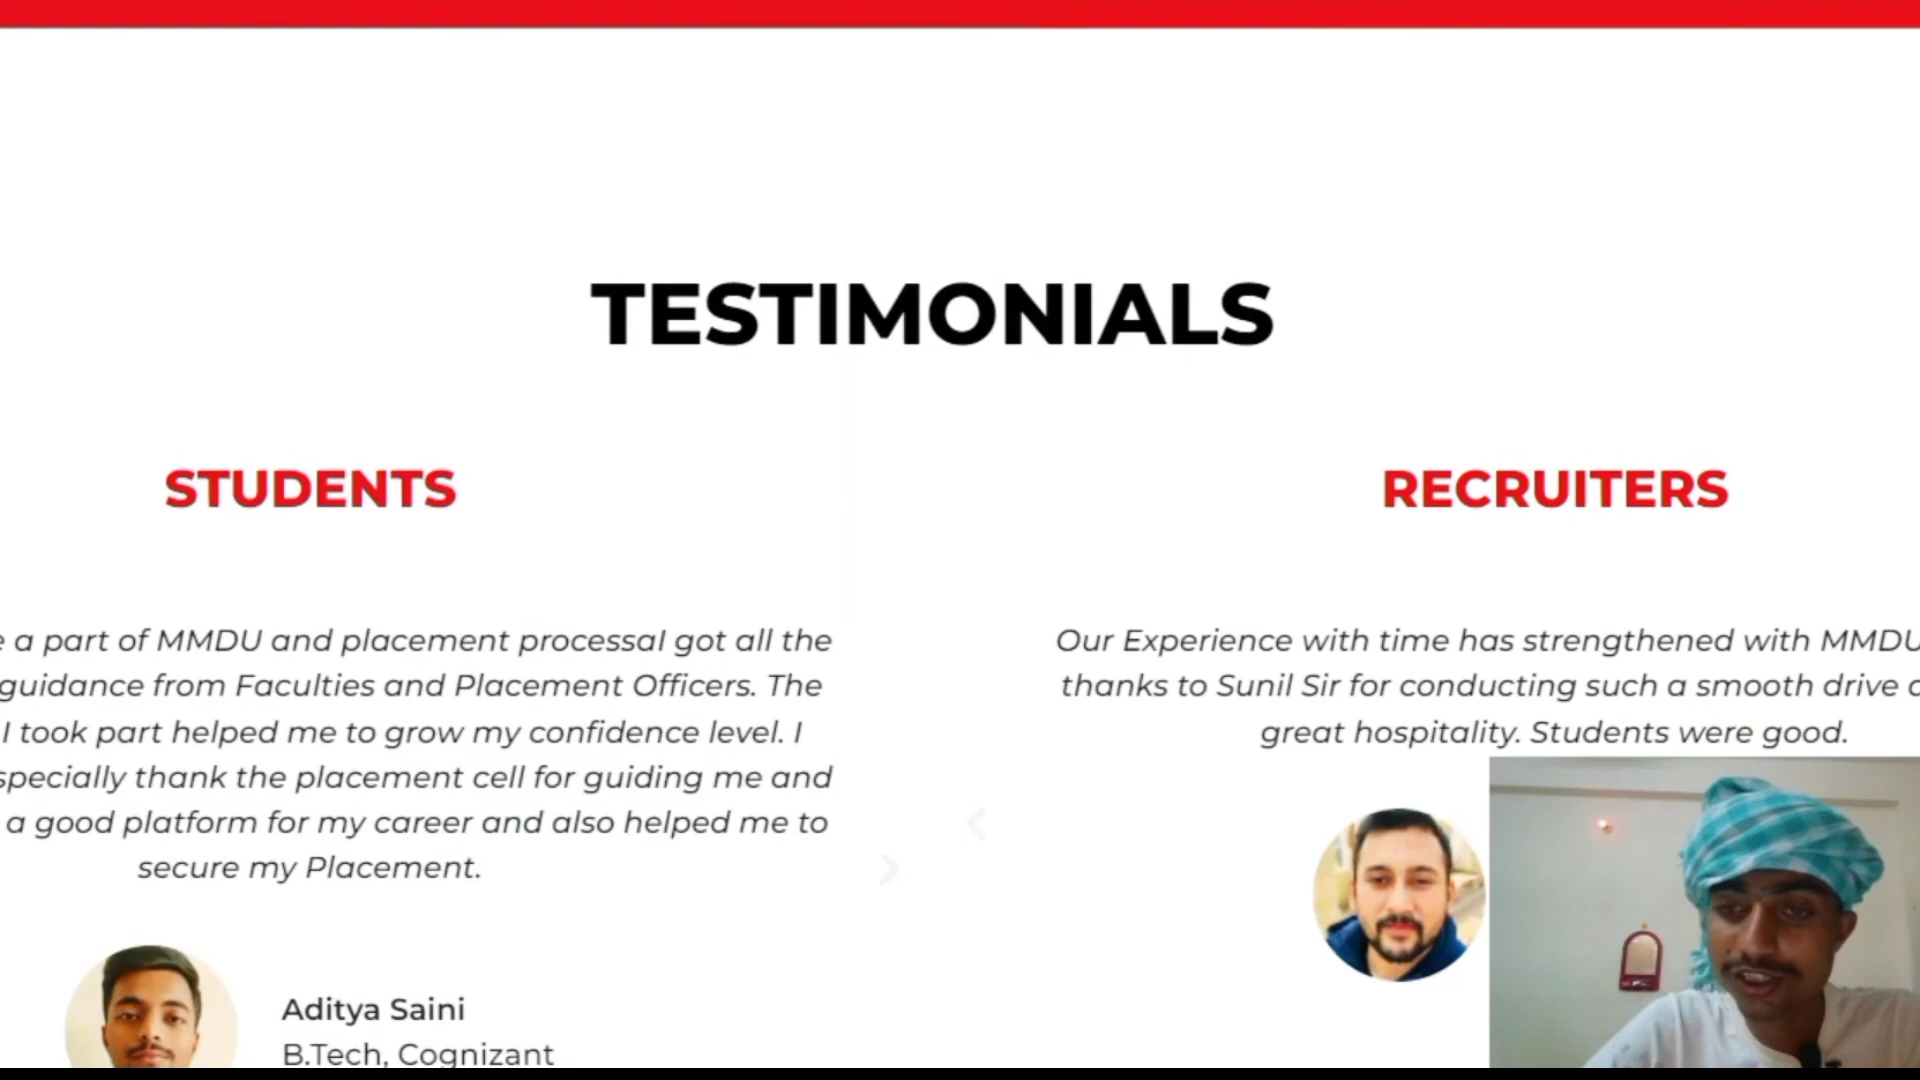 TESTIMONIALS
STUDENTS
a part of MMDU and placement processaI got all the
guidance from Faculties and Placement Officers. The
I took part helped me to grow my confidence level. I
specially thank the placement cell for guiding me and
a good platform for my career and also helped me to
secure my Placement.
Aditya Saini
B.Tech, Cognizant
RECRUITERS
Our Experience with time has strengthened with MMDU
thanks to Sunil Sir for conducting such a smooth drive
great hospitality. Students were good.